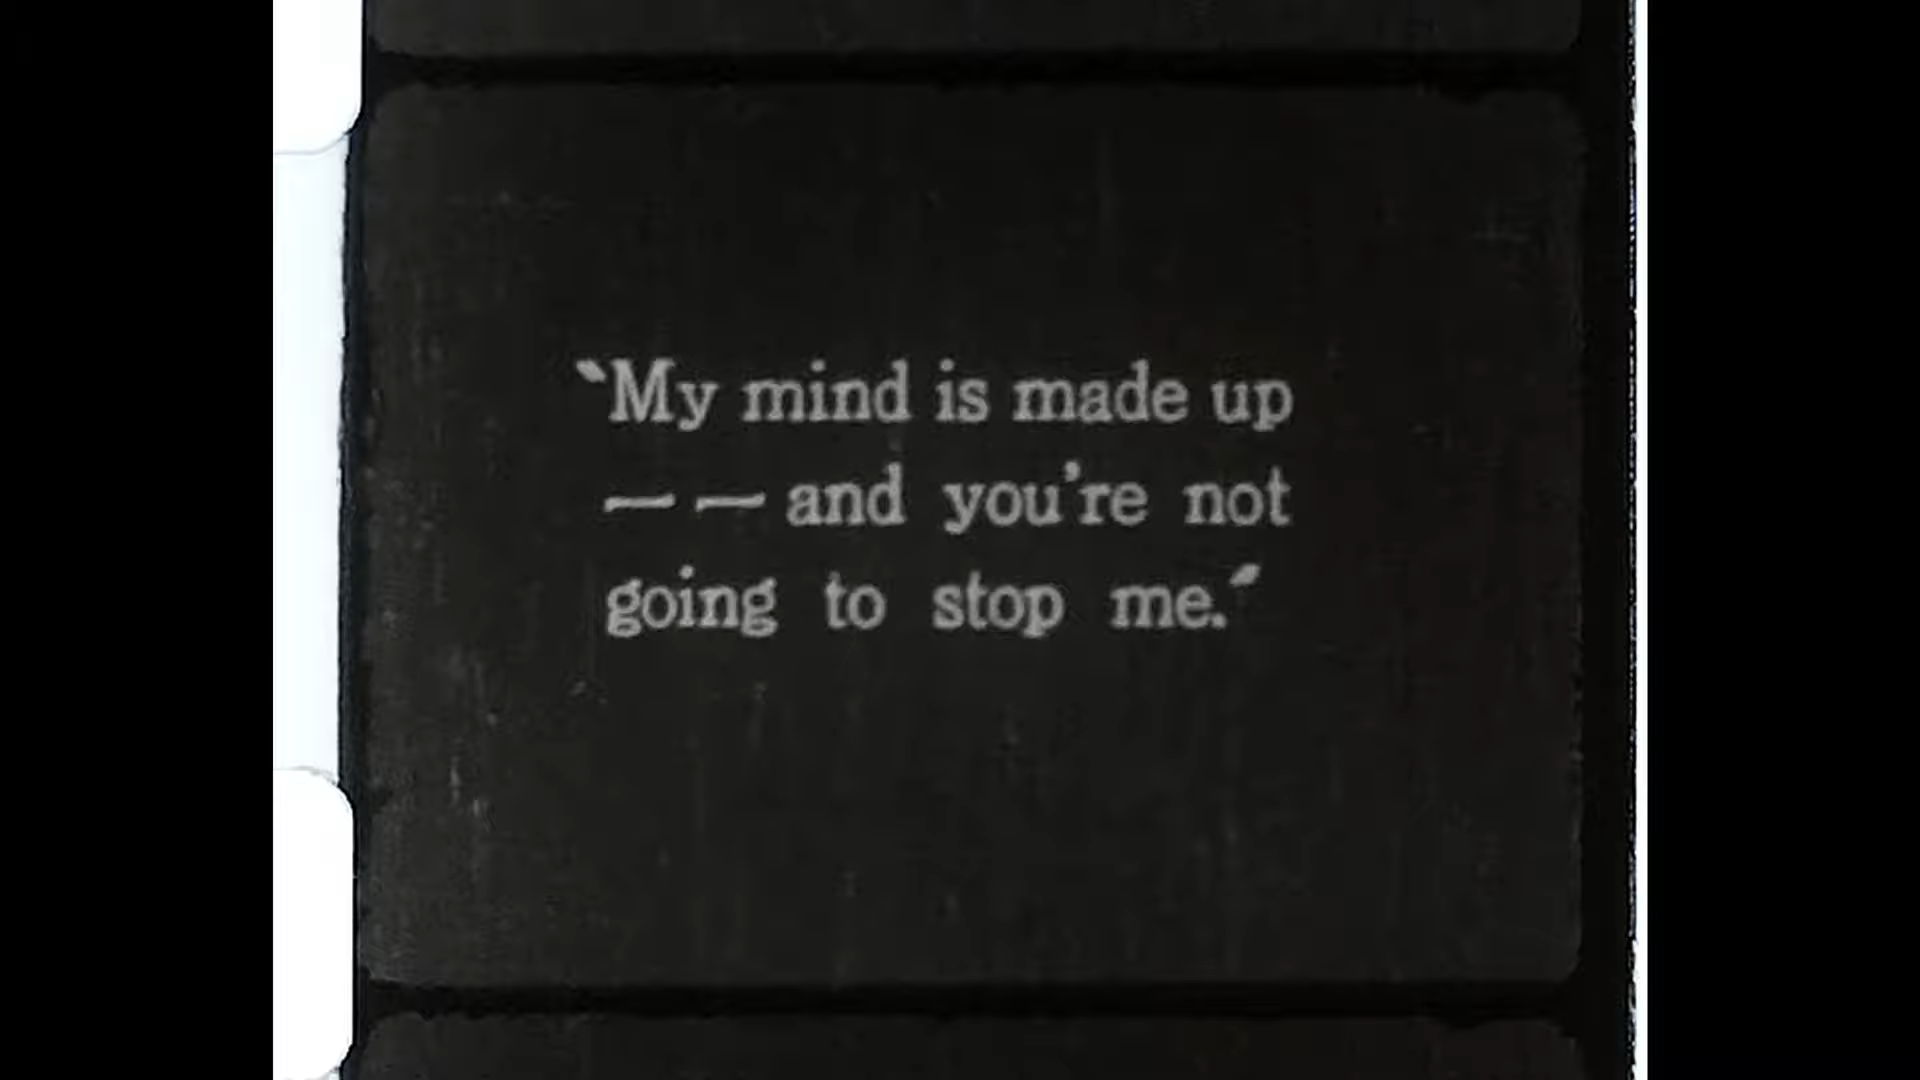 "My mind is made up
— — and you're not
going to stop me."